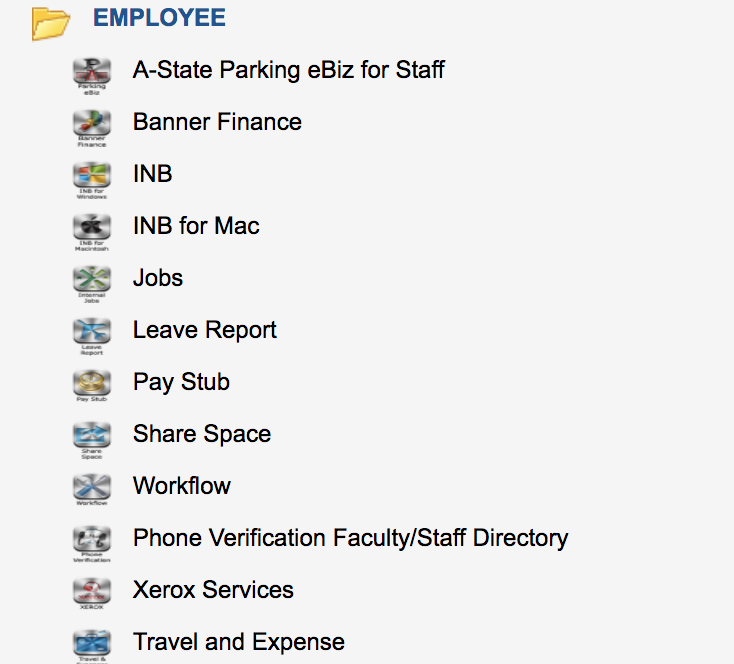 EMPLOYEE
A-State Parking eBiz for Staff
Parking
eBiz
Banner Finance
Banner
Finance
INB
INB for
Windows
INB for Mac
INB for
Macintosh
Jobs
Internal
Jobs
Leave Report
Leave
Report
Pay Stub
Pay Stub
Share Space
Share
Space
Workflow
Workflow
Phone Verification Faculty/Staff Directory
Phone
Verification
Xerox Services
XEROX
Travel and Expense
Travel &